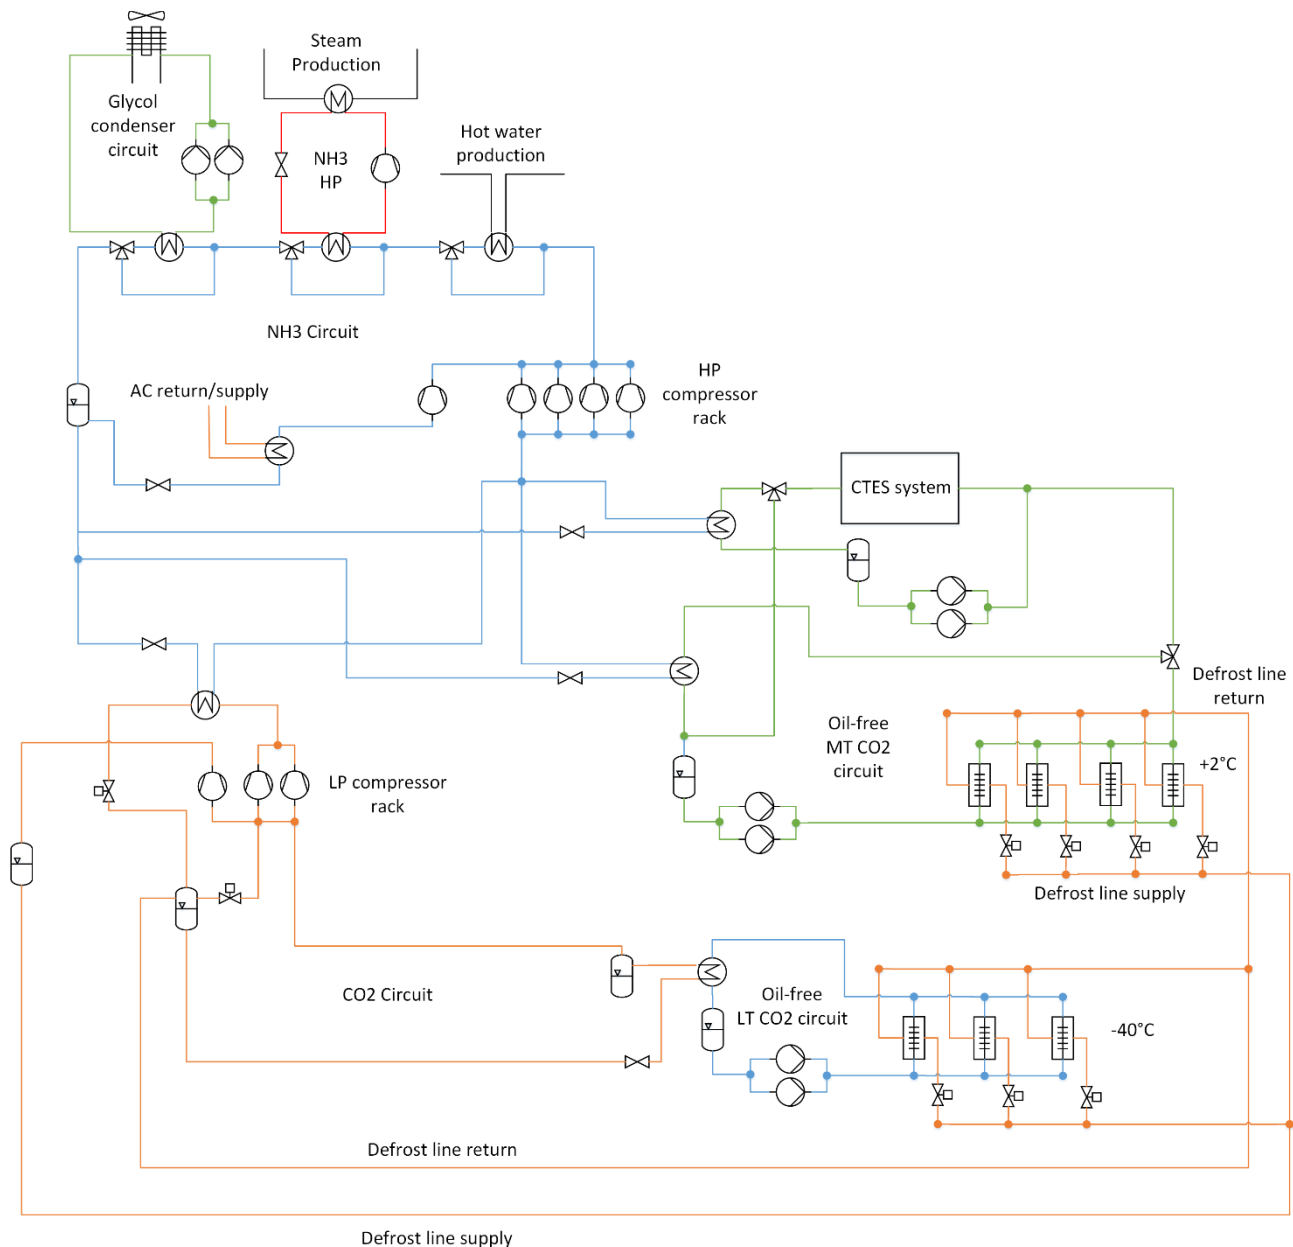 Steam
Production
Glycol
condenser
circuit
NH3
HP
Hot water
production
NH3 Circuit
AC return/supply
HP
compressor
rack
CTES system
Defrost line
return
Oil-free
MT CO2
circuit
+2°C
LP compressor
rack
Defrost line supply
CO2 Circuit
Oil-free
LT CO2 circuit
-40°C
Defrost line return
Defrost line supply